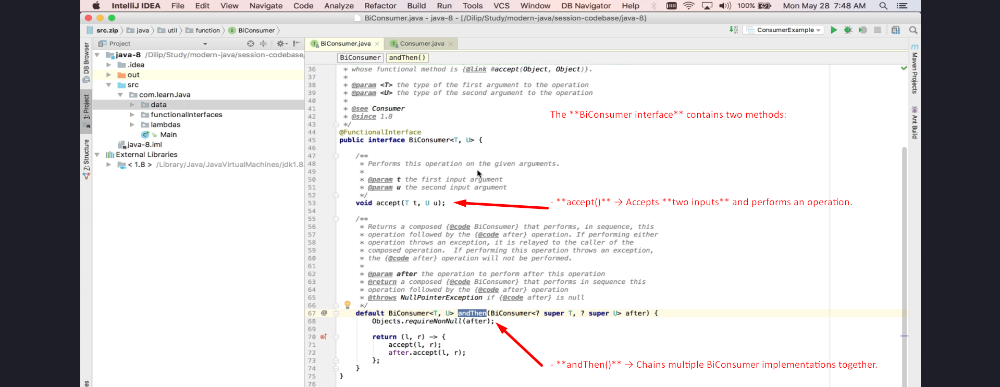 IntelliJ IDEA File Edit View Navigate Code Analyze Refactor Build Run Tools VCS Window DB Navigator Help 100% Mon May 28 7:48 AM
BiConsumer.java - java-8 - [/Dilip/Study/modern-java/session-codebase/java-8]
src.zip java util function BiConsumer ConsumerExample
Project
BiConsumer.java Consumer.java
BiConsumer andThen()
DB Browser
1: Project
Z: Structure
es
java-8 /Dilip/Study/modern-java/session-codebase/
.idea
out
src
com.learnJava
data
functionalInterfaces
lambdas
Main
java-8.iml
External Libraries
< 1.8 > /Library/Java/JavaVirtualMachines/jdk1.8.
36 * whose functional method is {@link #accept(Object, Object)}.
37 *
38 * @param <T> the type of the first argument to the operation
39 * @param <U> the type of the second argument to the operation
40 *
41 * @see Consumer
42 * @since 1.8
43 */
44 @FunctionalInterface
45 public interface BiConsumer<T, U> {
46
47 /**
48 * Performs this operation on the given arguments.
49 *
50 * @param t the first input argument
51 * @param u the second input argument
52 */
53 void accept(T t, U u);
54
55 /**
56 * Returns a composed {@code BiConsumer} that performs, in sequence, this
57 * operation followed by the {@code after} operation. If performing either
58 * operation throws an exception, it is relayed to the caller of the
59 * composed operation.  If performing this operation throws an exception,
60 * the {@code after} operation will not be performed.
61 *
62 * @param after the operation to perform after this operation
63 * @return a composed {@code BiConsumer} that performs in sequence this
64 * operation followed by the {@code after} operation
65 * @throws NullPointerException if {@code after} is null
66 */
67 @ default BiConsumer<T, U> andThen(BiConsumer<? super T, ? super U> after) {
68 Objects.requireNonNull(after);
69
70 return (l, r) -> {
71 accept(l, r);
72 after.accept(l, r);
73 };
74 }
75 }
76
The **BiConsumer interface** contains two methods:
- **accept()** → Accepts **two inputs** and performs an operation.
- **andThen()** → Chains multiple BiConsumer implementations together.
m Maven Projects
Ant Build